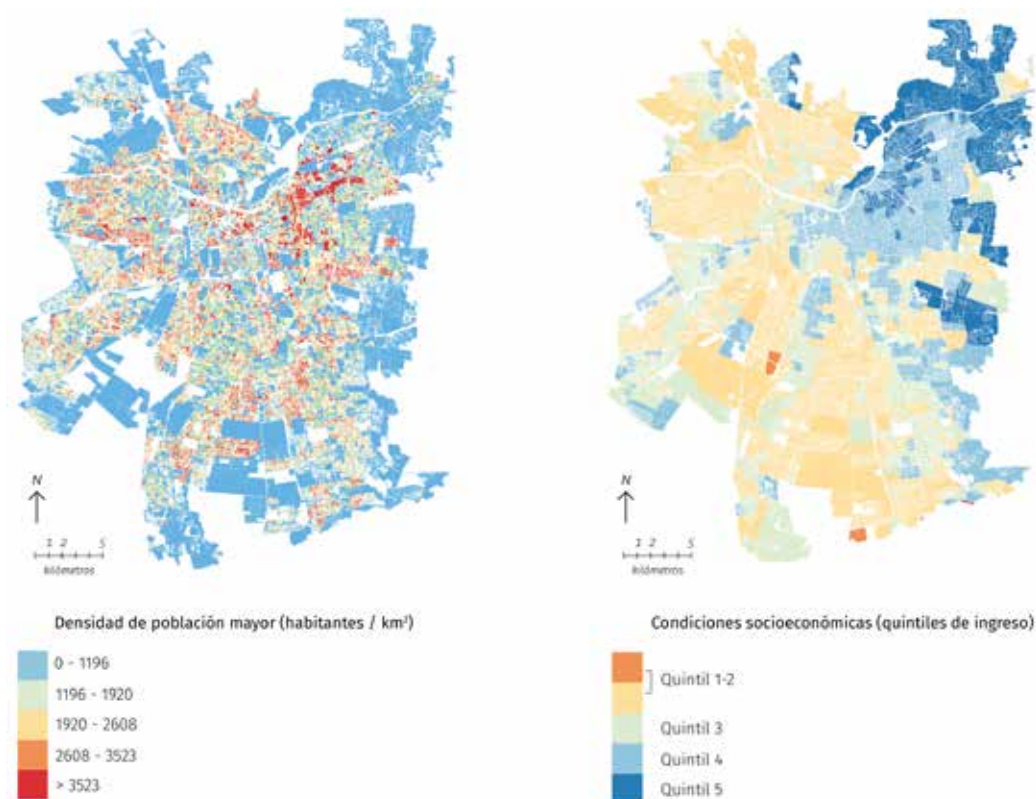 N
1 2 5
Kilómetros
Densidad de población mayor (habitantes / km²)
0 - 1196
1196 - 1920
1920 - 2608
2608 - 3523
> 3523
N
1 2 5
Kilómetros
Condiciones socioeconómicas (quintiles de ingreso)
Quintil 1-2
Quintil 3
Quintil 4
Quintil 5